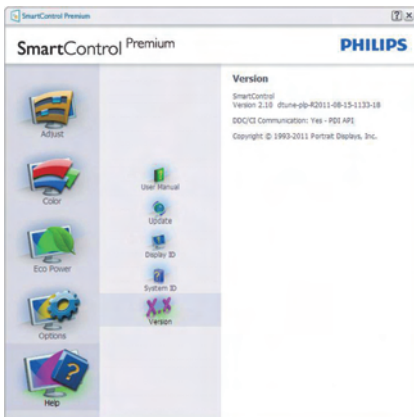 SmartControl Premium
SmartControl Premium
PHILIPS
Adjust
Color
Eco Power
Options
Help
User Manual
Update
Display ID
System ID
Version
Version
SmartControl
Version 2.10 dtune-plp-R2011-08-15-1133-18
DDC/CI Communication: Yes - PDI API
Copyright © 1993-2011 Portrait Displays, Inc.